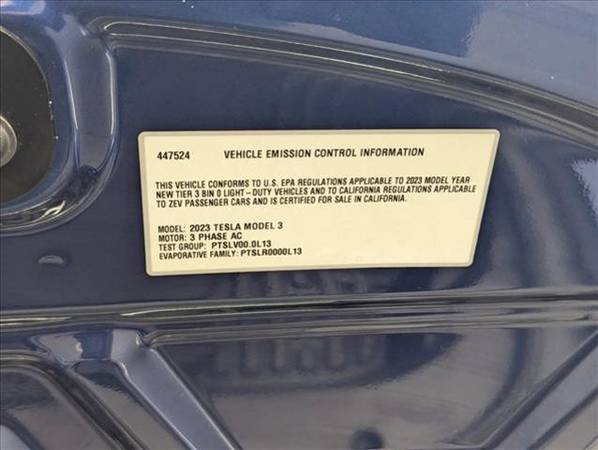 447524 VEHICLE EMISSION CONTROL INFORMATION
THIS VEHICLE CONFORMS TO U.S. EPA REGULATIONS APPLICABLE TO 2023 MODEL YEAR
NEW TIER 3 BIN 0 LIGHT-DUTY VEHICLES AND TO CALIFORNIA REGULATIONS APPLICABLE
TO ZEV PASSENGER CARS AND IS CERTIFIED FOR SALE IN CALIFORNIA.
MODEL: 2023 TESLA MODEL 3
MOTOR: 3 PHASE AC
TEST GROUP: PTSLV00.0L13
EVAPORATIVE FAMILY: PTSLR0000L13